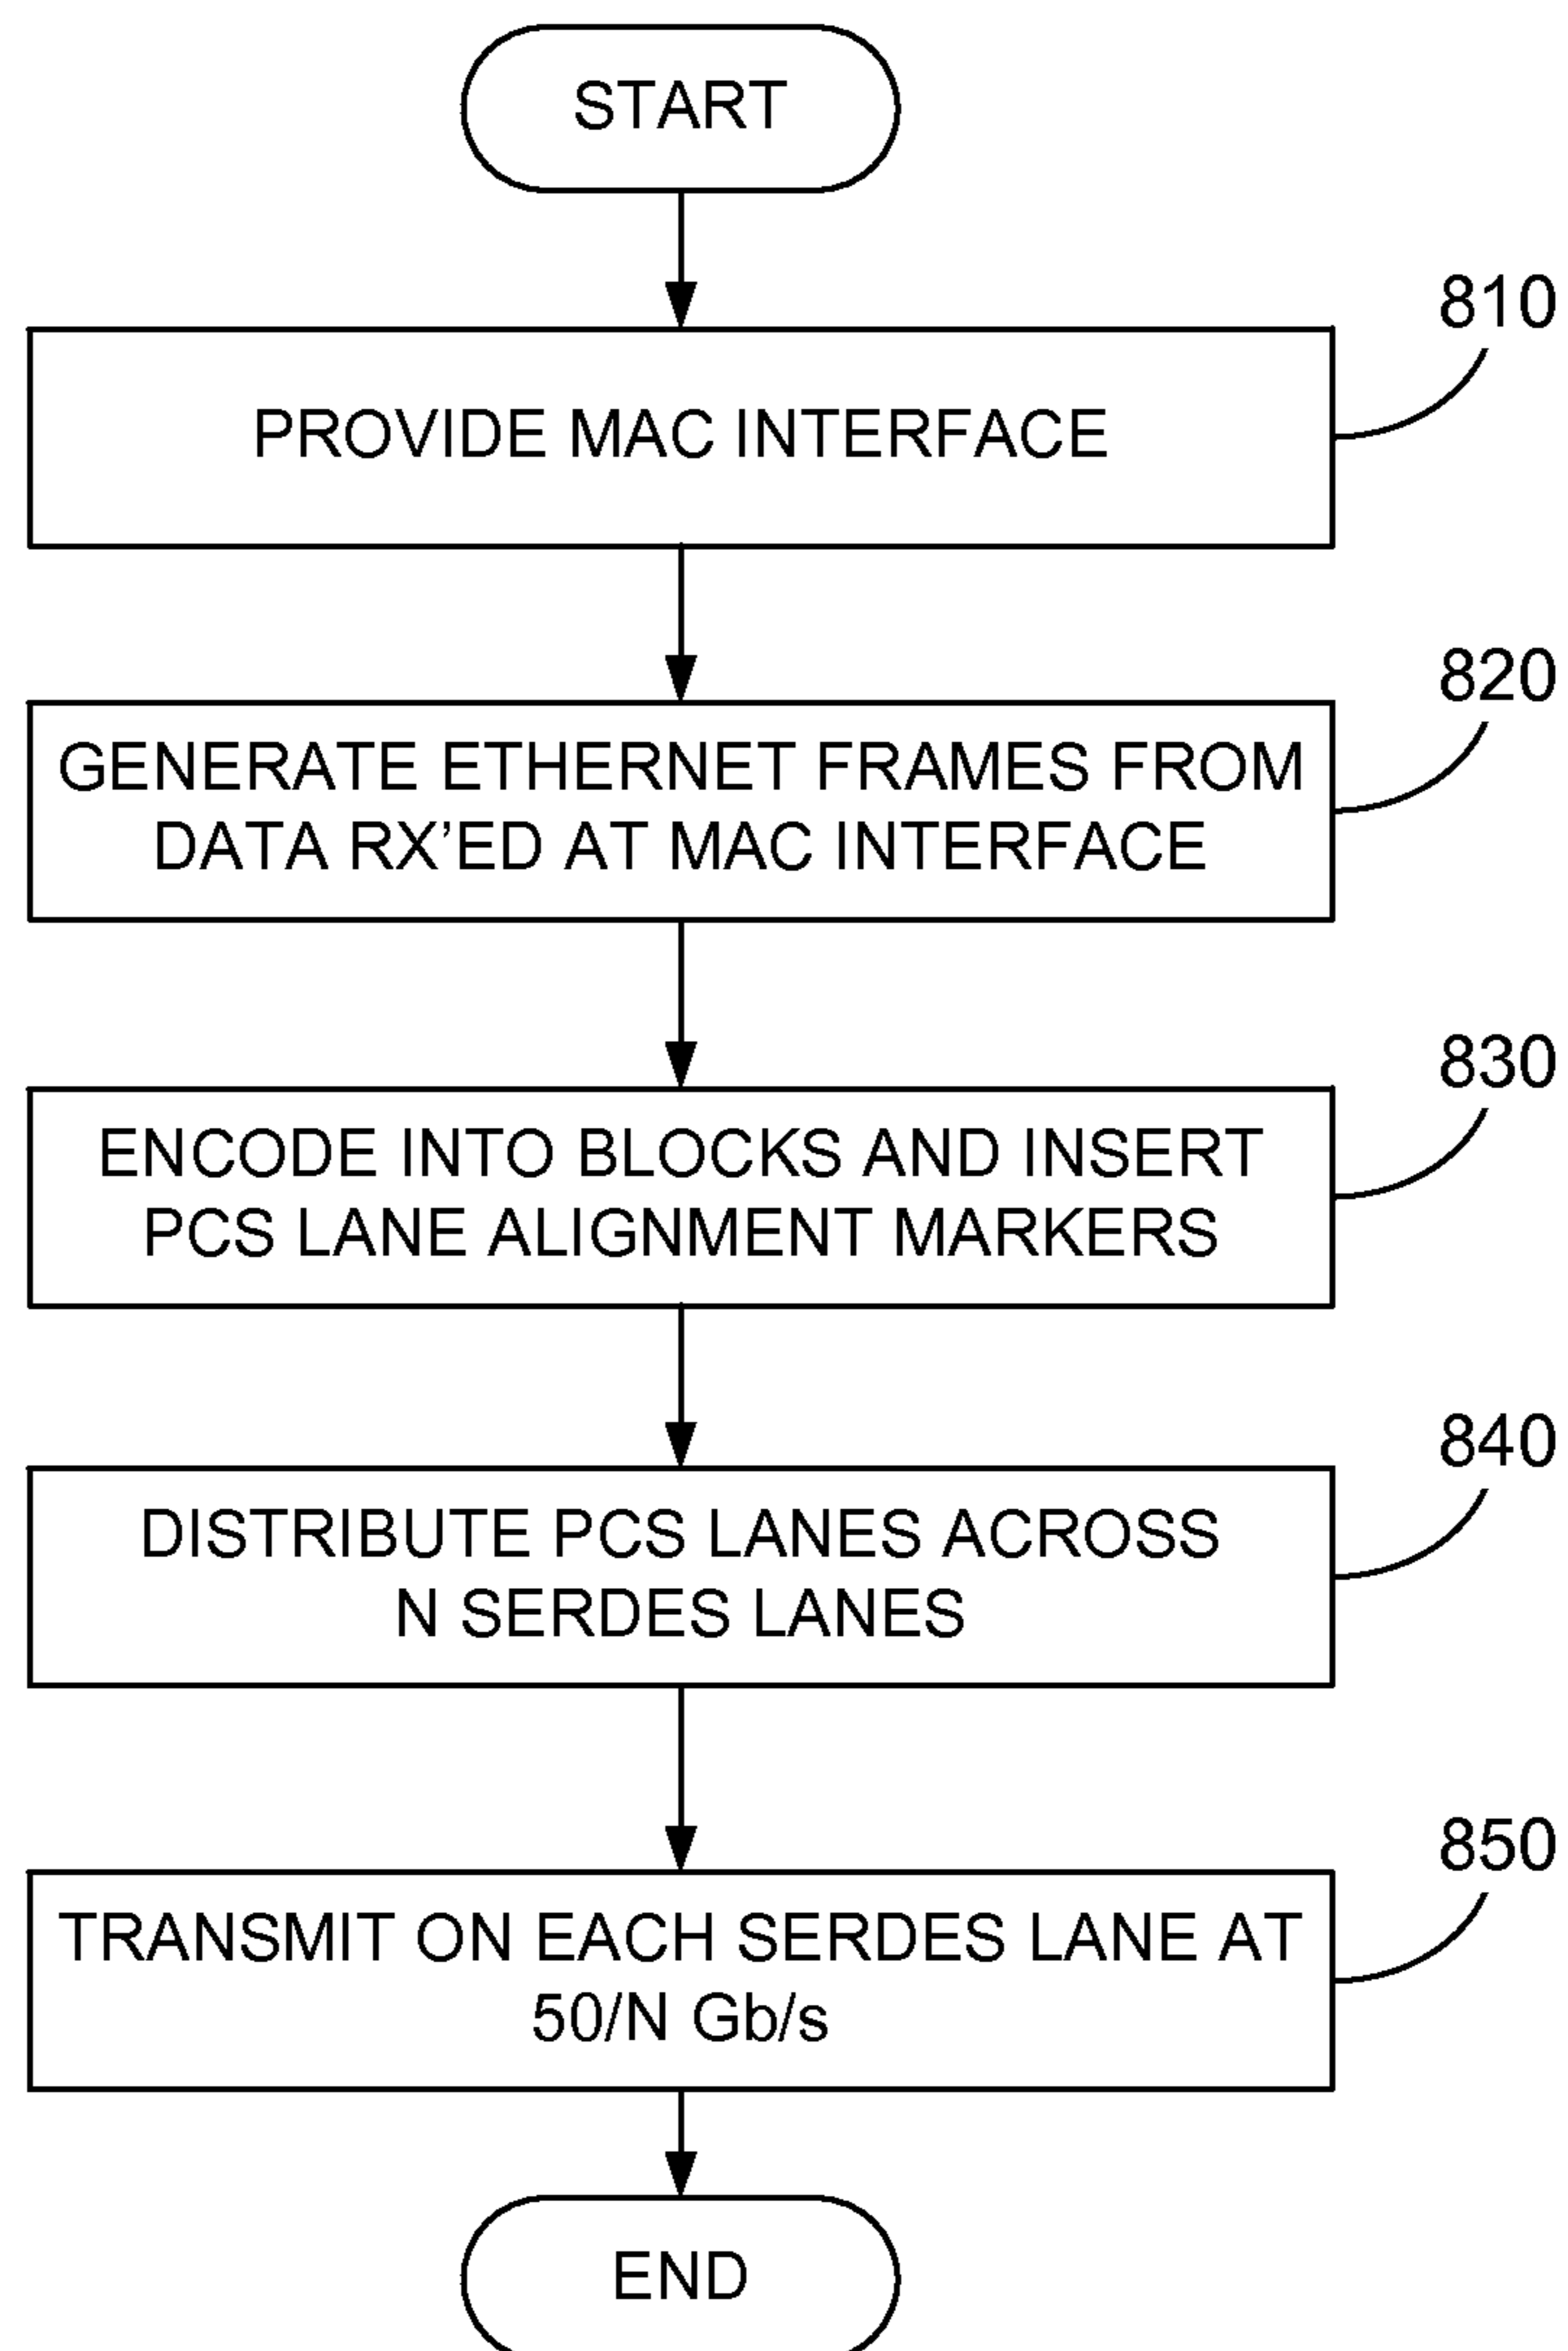 START
810
PROVIDE MAC INTERFACE
820
GENERATE ETHERNET FRAMES FROM
DATA RX’ED AT MAC INTERFACE
830
ENCODE INTO BLOCKS AND INSERT
PCS LANE ALIGNMENT MARKERS
840
DISTRIBUTE PCS LANES ACROSS
N SERDES LANES
850
TRANSMIT ON EACH SERDES LANE AT
50/N Gb/s
END